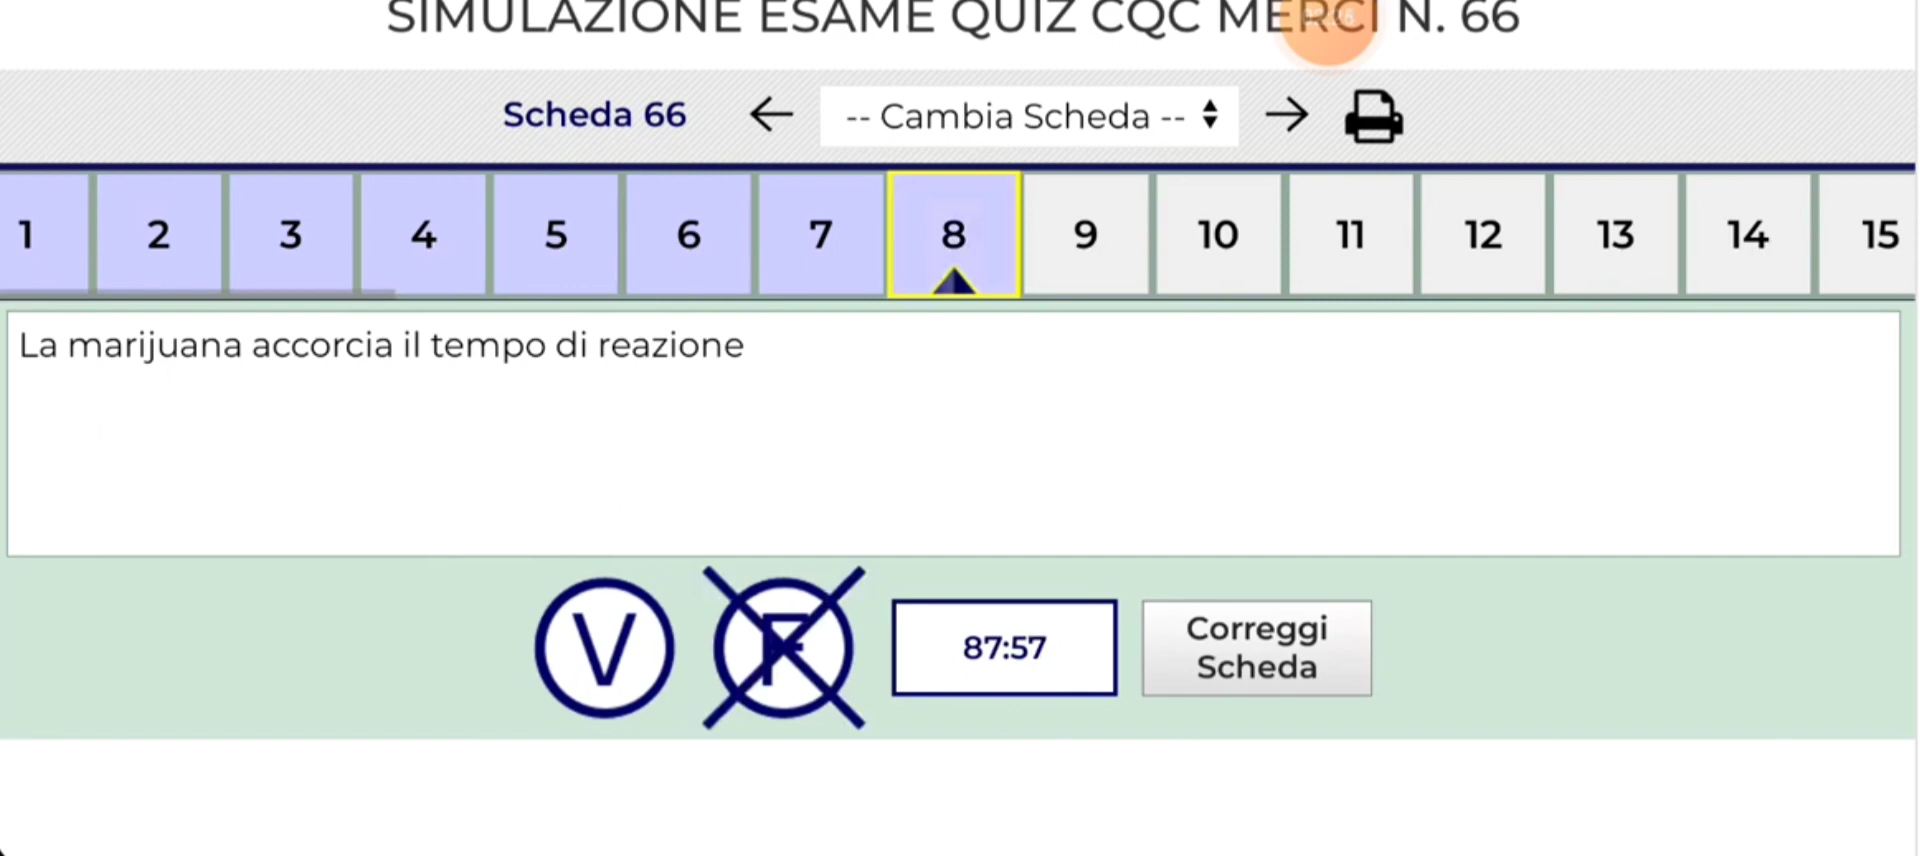 SIMULAZIONE ESAME QUIZ CQC MERCI N. 66
Scheda 66
-- Cambia Scheda --
1 2 3 4 5 6 7 8 9 10 11 12 13 14 15
La marijuana accorcia il tempo di reazione
V F 87:57 Correggi
Scheda